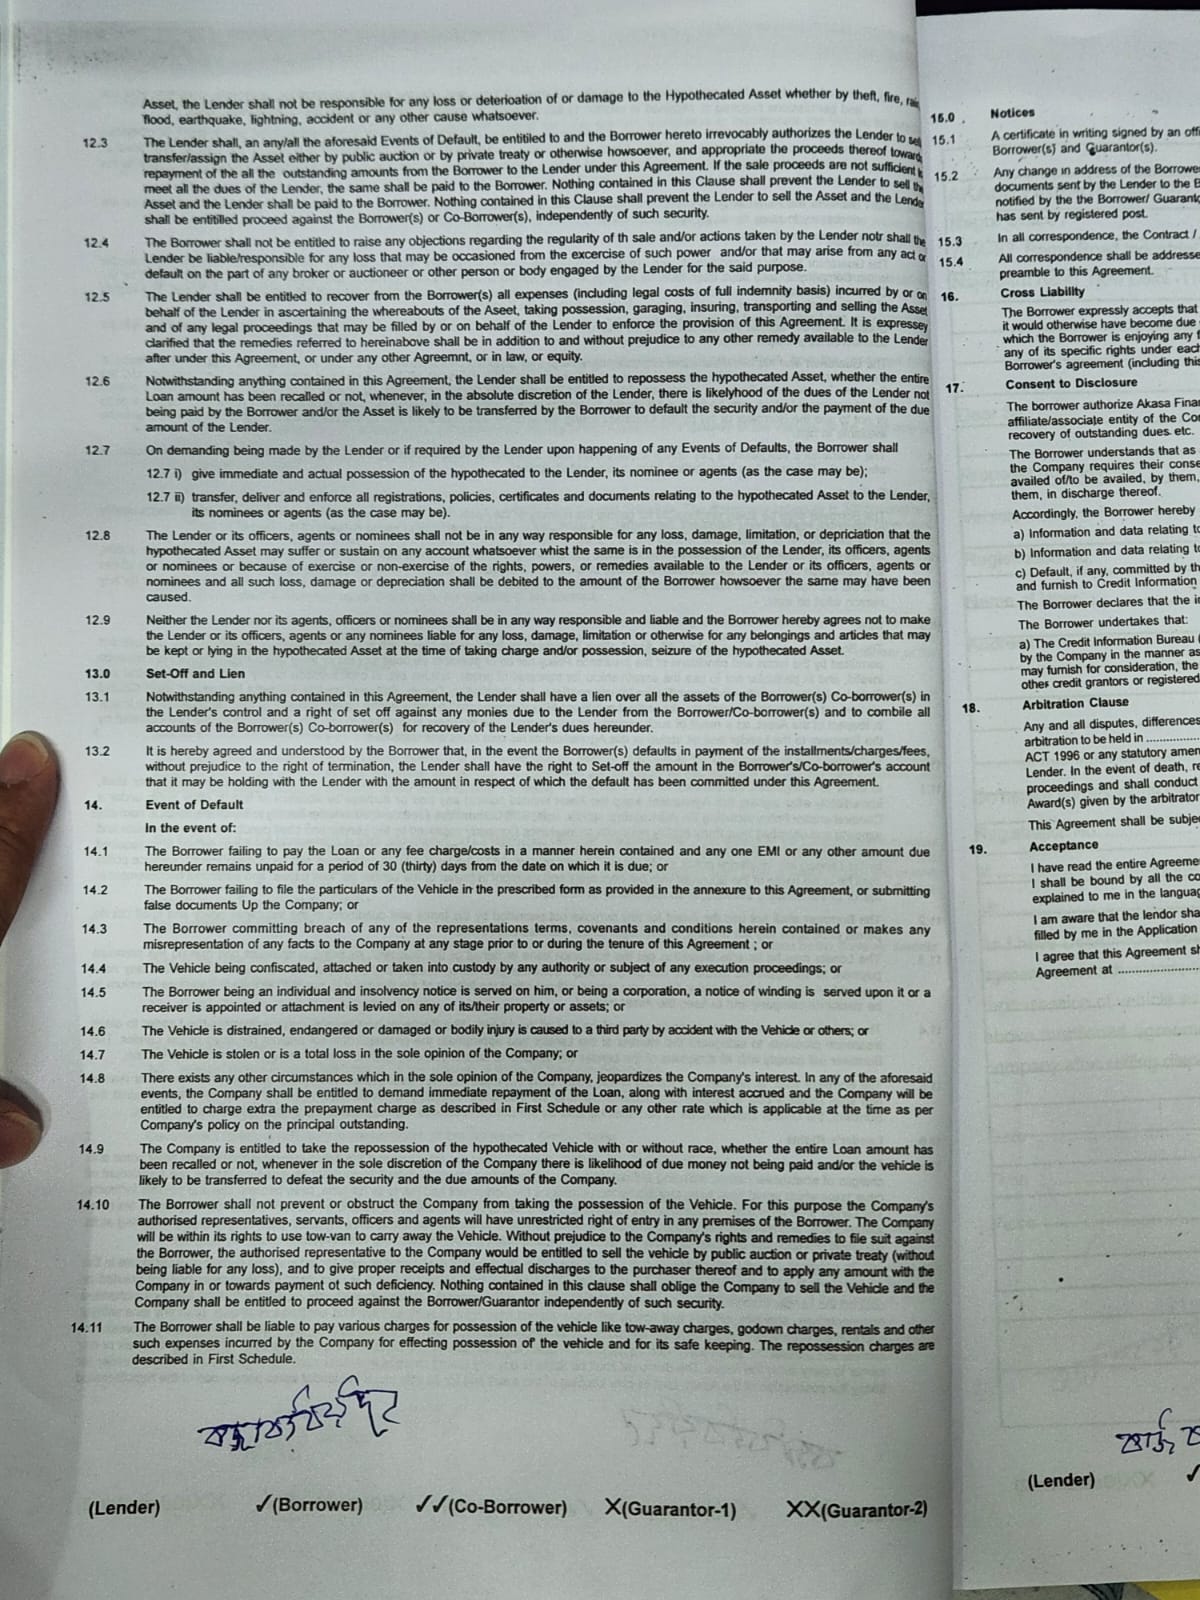 Asset, the Lender shall not be responsible for any loss or deterioation of or damage to the Hypothecated Asset whether by theft, fire, rain
flood, earthquake, lightning, accident or any other cause whatsoever.
12.3 The Lender shall, an any/all the aforesaid Events of Default, be entitiled to and the Borrower hereto irrevocably authorizes the Lender to sell
transfer/assign the Asset either by public auction or by private treaty or otherwise howsoever, and appropriate the proceeds thereof toward
repayment of the all the outstanding amounts from the Borrower to the Lender under this Agreement. If the sale proceeds are not sufficient
meet all the dues of the Lender, the same shall be paid to the Borrower. Nothing contained in this Clause shall prevent the Lender to sell the
Asset and the Lender shall be paid to the Borrower. Nothing contained in this Clause shall prevent the Lender to sell the Asset and the Lende
shall be entitilled proceed against the Borrower(s) or Co-Borrower(s), independently of such security.
12.4 The Borrower shall not be entitled to raise any objections regarding the regularity of th sale and/or actions taken by the Lender notr shall the
Lender be liable/responsible for any loss that may be occasioned from the excercise of such power and/or that may arise from any act or
default on the part of any broker or auctioneer or other person or body engaged by the Lender for the said purpose.
12.5 The Lender shall be entitled to recover from the Borrower(s) all expenses (including legal costs of full indemnity basis) incurred by or on
behalf of the Lender in ascertaining the whereabouts of the Aseet, taking possession, garaging, insuring, transporting and selling the Asset
and of any legal proceedings that may be filled by or on behalf of the Lender to enforce the provision of this Agreement. It is expressey
clarified that the remedies referred to hereinabove shall be in addition to and without prejudice to any other remedy available to the Lender
after under this Agreement, or under any other Agreemnt, or in law, or equity.
12.6 Notwithstanding anything contained in this Agreement, the Lender shall be entitled to repossess the hypothecated Asset, whether the entire
Loan amount has been recalled or not, whenever, in the absolute discretion of the Lender, there is likelyhood of the dues of the Lender not
being paid by the Borrower and/or the Asset is likely to be transferred by the Borrower to default the security and/or the payment of the due
amount of the Lender.
12.7 On demanding being made by the Lender or if required by the Lender upon happening of any Events of Defaults, the Borrower shall
12.7 i) give immediate and actual possession of the hypothecated to the Lender, its nominee or agents (as the case may be);
12.7 ii) transfer, deliver and enforce all registrations, policies, certificates and documents relating to the hypothecated Asset to the Lender,
its nominees or agents (as the case may be).
12.8 The Lender or its officers, agents or nominees shall not be in any way responsible for any loss, damage, limitation, or depriciation that the
hypothecated Asset may suffer or sustain on any account whatsoever whist the same is in the possession of the Lender, its officers, agents
or nominees or because of exercise or non-exercise of the rights, powers, or remedies available to the Lender or its officers, agents or
nominees and all such loss, damage or depreciation shall be debited to the amount of the Borrower howsoever the same may have been
caused.
12.9 Neither the Lender nor its agents, officers or nominees shall be in any way responsible and liable and the Borrower hereby agrees not to make
the Lender or its officers, agents or any nominees liable for any loss, damage, limitation or otherwise for any belongings and articles that may
be kept or lying in the hypothecated Asset at the time of taking charge and/or possession, seizure of the hypothecated Asset.
13.0 Set-Off and Lien
13.1 Notwithstanding anything contained in this Agreement, the Lender shall have a lien over all the assets of the Borrower(s) Co-borrower(s) in
the Lender's control and a right of set off against any monies due to the Lender from the Borrower/Co-borrower(s) and to combile all
accounts of the Borrower(s) Co-borrower(s) for recovery of the Lender's dues hereunder.
13.2 It is hereby agreed and understood by the Borrower that, in the event the Borrower(s) defaults in payment of the installments/charges/fees,
without prejudice to the right of termination, the Lender shall have the right to Set-off the amount in the Borrower's/Co-borrower's account
that it may be holding with the Lender with the amount in respect of which the default has been committed under this Agreement.
14. Event of Default
In the event of:
14.1 The Borrower failing to pay the Loan or any fee charge/costs in a manner herein contained and any one EMI or any other amount due
hereunder remains unpaid for a period of 30 (thirty) days from the date on which it is due; or
14.2 The Borrower failing to file the particulars of the Vehicle in the prescribed form as provided in the annexure to this Agreement, or submitting
false documents Up the Company; or
14.3 The Borrower committing breach of any of the representations terms, covenants and conditions herein contained or makes any
misrepresentation of any facts to the Company at any stage prior to or during the tenure of this Agreement ; or
14.4 The Vehicle being confiscated, attached or taken into custody by any authority or subject of any execution proceedings; or
14.5 The Borrower being an individual and insolvency notice is served on him, or being a corporation, a notice of winding is served upon it or a
receiver is appointed or attachment is levied on any of its/their property or assets; or
14.6 The Vehicle is distrained, endangered or damaged or bodily injury is caused to a third party by accident with the Vehicle or others; or
14.7 The Vehicle is stolen or is a total loss in the sole opinion of the Company; or
14.8 There exists any other circumstances which in the sole opinion of the Company, jeopardizes the Company's interest. In any of the aforesaid
events, the Company shall be entitled to demand immediate repayment of the Loan, along with interest accrued and the Company will be
entitled to charge extra the prepayment charge as described in First Schedule or any other rate which is applicable at the time as per
Company's policy on the principal outstanding.
14.9 The Company is entitled to take the repossession of the hypothecated Vehicle with or without race, whether the entire Loan amount has
been recalled or not, whenever in the sole discretion of the Company there is likelihood of due money not being paid and/or the vehicle is
likely to be transferred to defeat the security and the due amounts of the Company.
14.10 The Borrower shall not prevent or obstruct the Company from taking the possession of the Vehicle. For this purpose the Company's
authorised representatives, servants, officers and agents will have unrestricted right of entry in any premises of the Borrower. The Company
will be within its rights to use tow-van to carry away the Vehicle. Without prejudice to the Company's rights and remedies to file suit against
the Borrower, the authorised representative to the Company would be entitled to sell the vehicle by public auction or private treaty (without
being liable for any loss), and to give proper receipts and effectual discharges to the purchaser thereof and to apply any amount with the
Company in or towards payment ot such deficiency. Nothing contained in this clause shall oblige the Company to sell the Vehicle and the
Company shall be entitled to proceed against the Borrower/Guarantor independently of such security.
14.11 The Borrower shall be liable to pay various charges for possession of the vehicle like tow-away charges, godown charges, rentals and other
such expenses incurred by the Company for effecting possession of the vehicle and for its safe keeping. The repossession charges are
described in First Schedule.
(Lender) ✓(Borrower) ✓✓(Co-Borrower) X(Guarantor-1) XX(Guarantor-2)
15.0 Notices
15.1 A certificate in writing signed by an offi
Borrower(s) and Guarantor(s).
15.2 Any change in address of the Borrowe
documents sent by the Lender to the B
notified by the the Borrower/ Guaranto
has sent by registered post.
15.3 In all correspondence, the Contract /
15.4 All correspondence shall be addresse
preamble to this Agreement.
16. Cross Liability
The Borrower expressly accepts that
it would otherwise have become due
which the Borrower is enjoying any f
any of its specific rights under each
Borrower's agreement (including this
17. Consent to Disclosure
The borrower authorize Akasa Finan
affiliate/associate entity of the Co
recovery of outstanding dues etc.
The Borrower understands that as
the Company requires their conse
availed of/to be availed, by them,
them, in discharge thereof.
Accordingly, the Borrower hereby
a) Information and data relating to
b) Information and data relating to
c) Default, if any, committed by th
and furnish to Credit Information
The Borrower declares that the i
The Borrower undertakes that:
a) The Credit Information Bureau (
by the Company in the manner as
may furnish for consideration, the
other credit grantors or registered
18. Arbitration Clause
Any and all disputes, differences
arbitration to be held in ..............
ACT 1996 or any statutory amen
Lender. In the event of death, re
proceedings and shall conduct
Award(s) given by the arbitrator
This Agreement shall be subje
19. Acceptance
I have read the entire Agreeme
I shall be bound by all the co
explained to me in the languag
I am aware that the lendor sha
filled by me in the Application
I agree that this Agreement sh
Agreement at ......................
(Lender) ✓